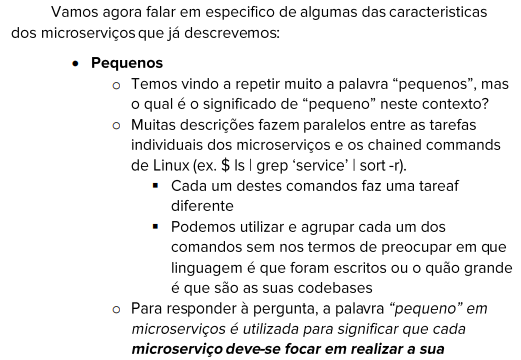 Vamos agora falar em especifico de algumas das caracteristicas
dos microserviços que já descrevemos:
• Pequenos
o Temos vindo a repetir muito a palavra “pequenos”, mas
o qual é o significado de “pequeno” neste contexto?
o Muitas descrições fazem paralelos entre as tarefas
individuais dos microserviços e os chained commands
de Linux (ex. $ ls | grep ‘service’ | sort -r).
▪ Cada um destes comandos faz uma tareaf
diferente
▪ Podemos utilizar e agrupar cada um dos
comandos sem nos termos de preocupar em que
linguagem é que foram escritos ou o quão grande
é que são as suas codebases
o Para responder à pergunta, a palavra “pequeno” em
microserviços é utilizada para significar que cada
microserviço deve-se focar em realizar a sua